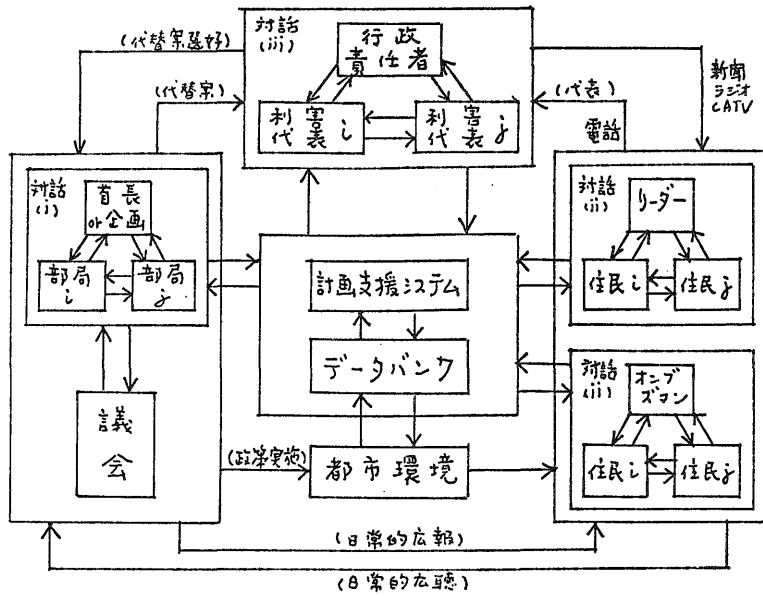 (代替案選好)
対話
(iii)
行政
責任者
利害
代表 i
利害
代表 j
新聞
ラジオ
CATV
(代替案)
(代表)
電話
対話
(i)
首長
or企画
部局
i
部局
j
議
会
計画支援システム
データバンク
都市環境
(政策実施)
対話
(ii)
リーダー
住民i
住民j
対話
(ii)
オンブ
ズマン
住民i
住民j
(日常的広報)
(日常的広聴)